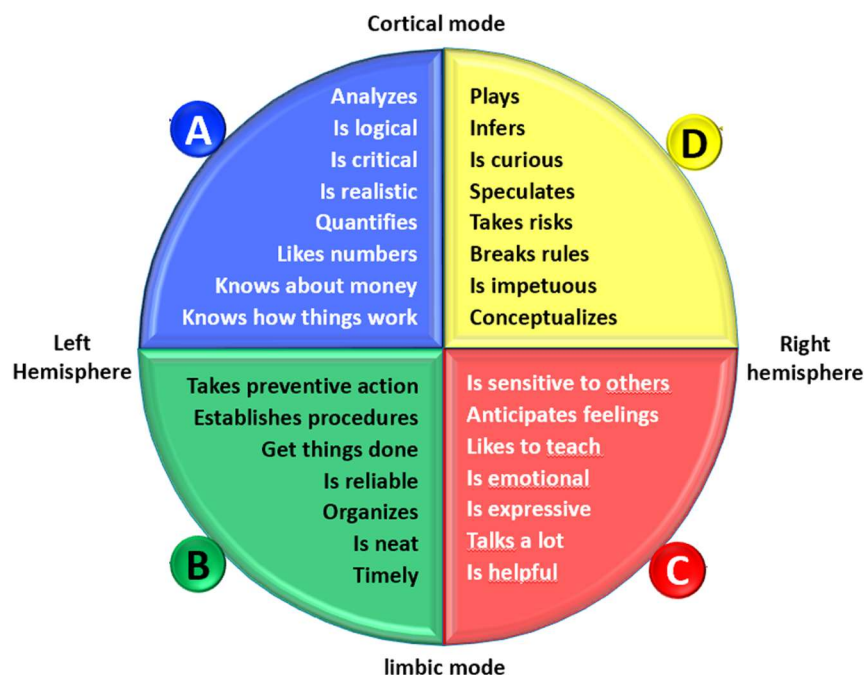 Cortical mode
A
Analyzes
Is logical
Is critical
Is realistic
Quantifies
Likes numbers
Knows about money
Knows how things work
D
Plays
Infers
Is curious
Speculates
Takes risks
Breaks rules
Is impetuous
Conceptualizes
Left
Hemisphere
Right
hemisphere
B
Takes preventive action
Establishes procedures
Get things done
Is reliable
Organizes
Is neat
Timely
C
Is sensitive to others
Anticipates feelings
Likes to teach
Is emotional
Is expressive
Talks a lot
Is helpful
limbic mode